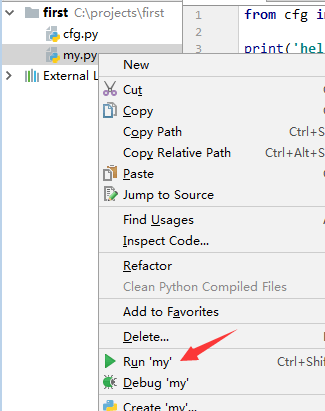 first C:\projects\first
cfg.py
my.py
External L
1
2
3
from cfg in
print('hel
New
Cut
Copy
Copy Path Ctrl+S
Copy Relative Path Ctrl+Alt+S
Paste
Jump to Source
Find Usages
Inspect Code...
Refactor
Clean Python Compiled Files
Add to Favorites
Delete...
Run 'my' Ctrl+Shi
Debug 'my'
Create 'my'...